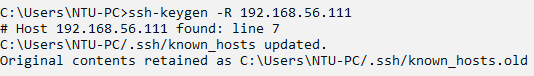 C:\Users\NTU-PC>ssh-keygen -R 192.168.56.111
# Host 192.168.56.111 found: line 7
C:\Users\NTU-PC/.ssh/known_hosts updated.
Original contents retained as C:\Users\NTU-PC/.ssh/known_hosts.old